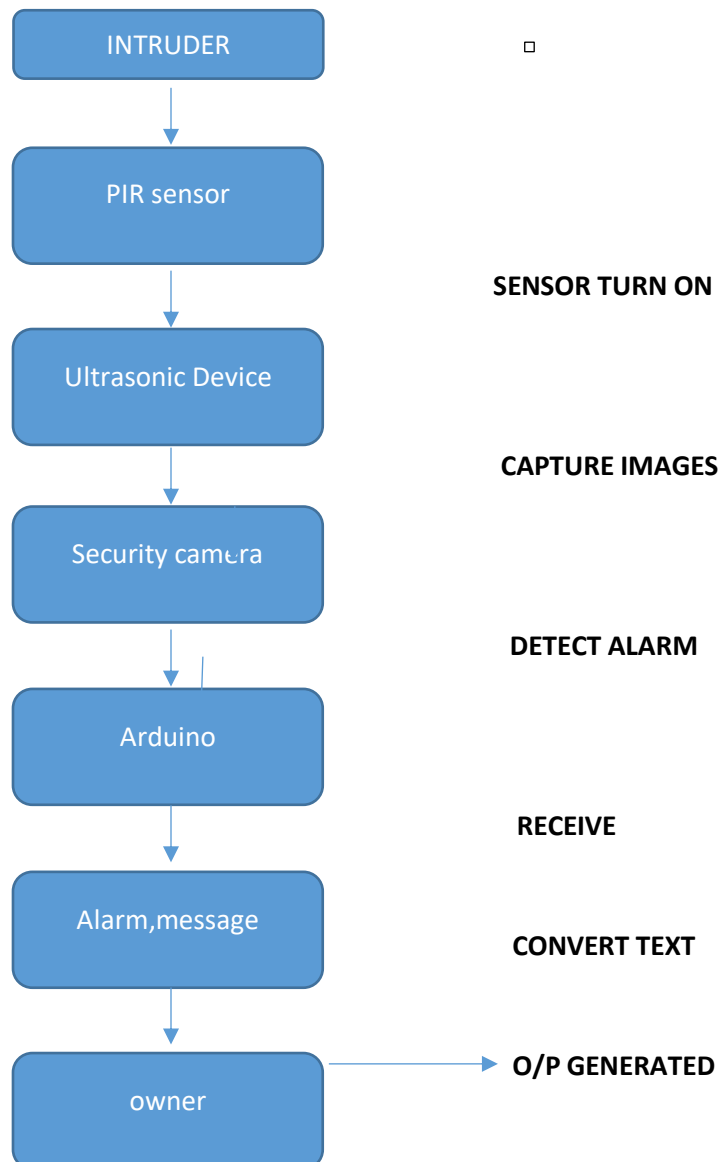 INTRUDER
PIR sensor
SENSOR TURN ON
Ultrasonic Device
CAPTURE IMAGES
Security camera
DETECT ALARM
Arduino
RECEIVE
Alarm,message
CONVERT TEXT
O/P GENERATED
owner